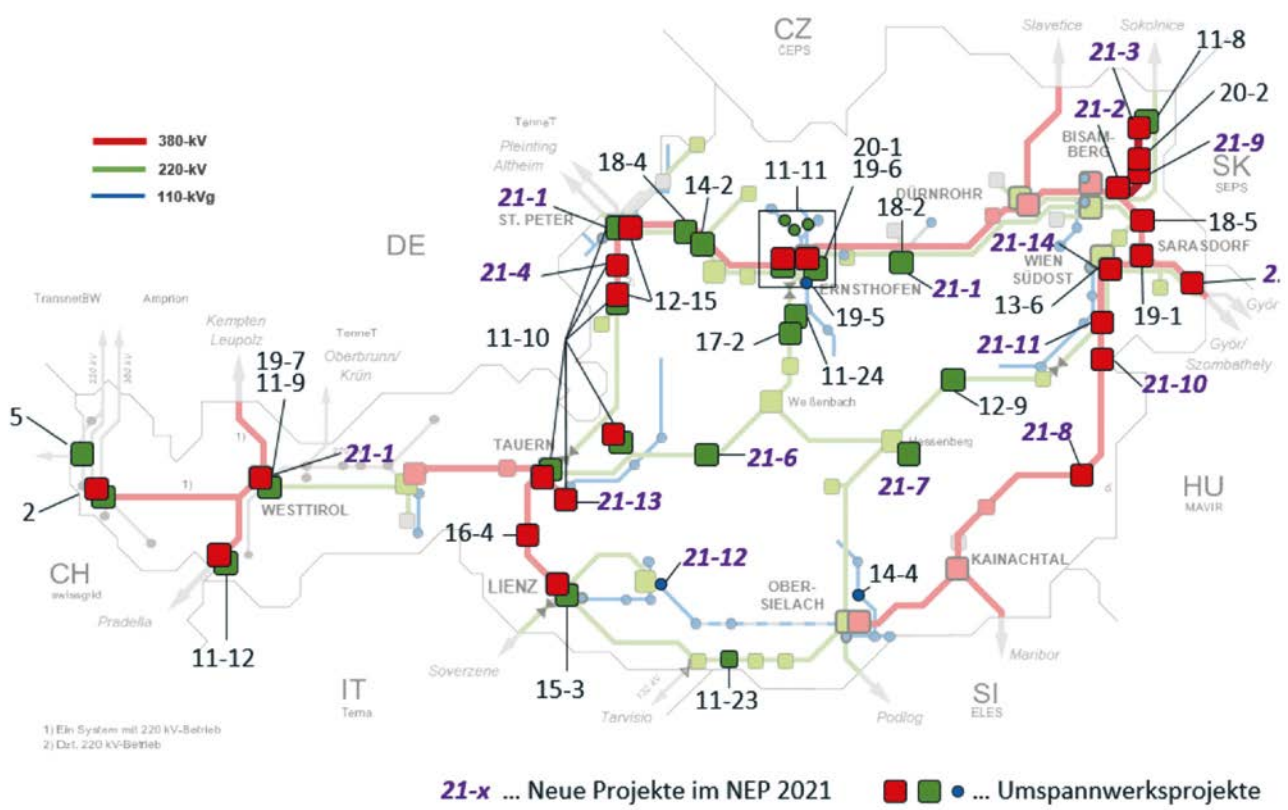 CZ
ČEPS
Slavetice
Sokolnice
11-8
21-3
20-2
380-kV
220-kV
110-kVg
TenneT
Pleinting
Altheim
18-4
14-2
11-11
20-1
19-6
21-2
BISAM-
BERG
21-9
SK
SEPS
21-1
ST. PETER
DÜRNROHR
18-2
18-5
DE
21-4
21-14
SARASDORF
WIEN
SÜDOST
ERNSTHOFEN
21-1
2.
TransnetBW
Amprion
12-15
19-5
13-6
19-1
Győr
Kempten
Leupolz
TenneT
Oberbrunn/
Krün
11-10
17-2
11-24
21-11
Győr/
Szombathely
220 kV
380 kV
19-7
11-9
21-10
12-9
Weißenbach
5
1)
21-1
TAUERN
21-6
Hessenberg
21-8
21-7
2
1)
WESTTIROL
21-13
HU
MAVIR
16-4
CH
swissgrid
LIENZ
21-12
OBER-
SIELACH
14-4
KAINACHTAL
Pradella
11-12
Soverzene
15-3
11-23
Maribor
IT
Terna
Tarvisio
Podlog
SI
ELES
1) Ein System mit 220 kV-Betrieb
2) Dzt. 220 kV-Betrieb
21-x ... Neue Projekte im NEP 2021
... Umspannwerksprojekte